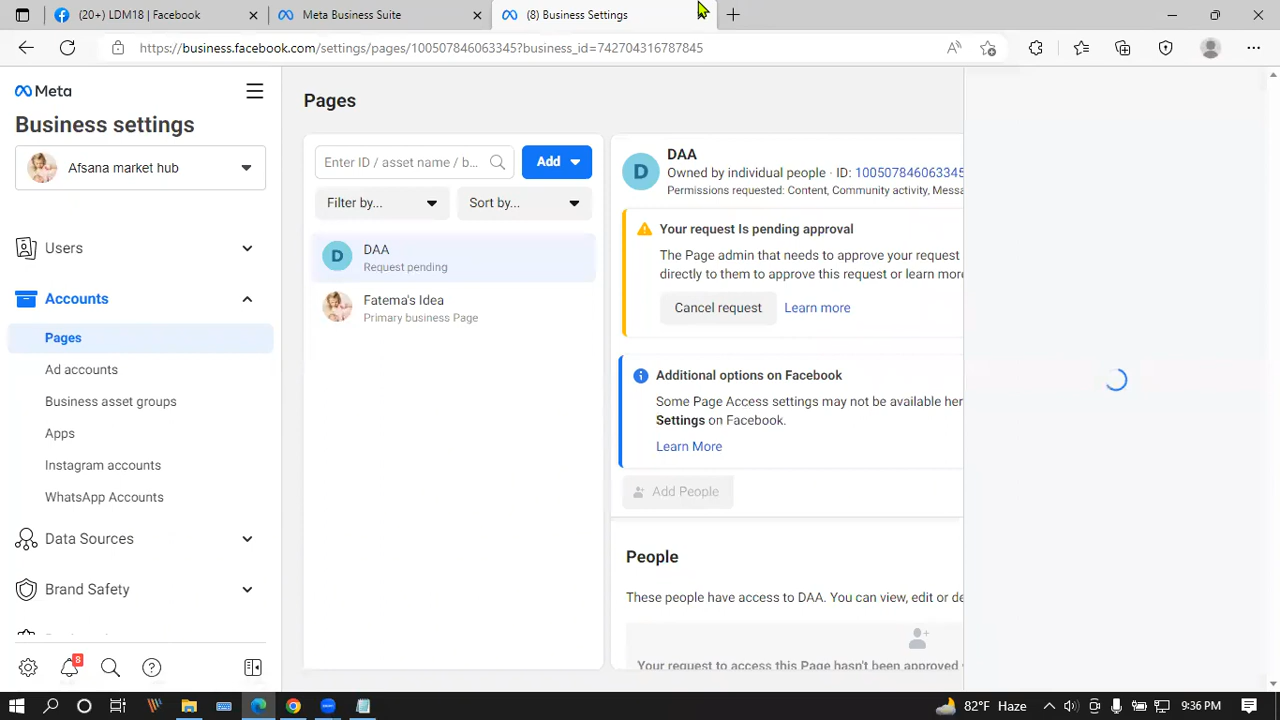 (20+) LDM18 | Facebook
Meta Business Suite
(8) Business Settings
https://business.facebook.com/settings/pages/100507846063345?business_id=742704316787845
Meta
Business settings
Afsana market hub
Users
Accounts
Pages
Ad accounts
Business asset groups
Apps
Instagram accounts
WhatsApp Accounts
Data Sources
Brand Safety
8
Pages
Enter ID / asset name / b...
Add
Filter by...
Sort by...
D
DAA
Request pending
Fatema's Idea
Primary business Page
D
DAA
Owned by individual people · ID: 100507846063345
Permissions requested: Content, Community activity, Messa
Your request Is pending approval
The Page admin that needs to approve your request
directly to them to approve this request or learn more
Cancel request
Learn more
Additional options on Facebook
Some Page Access settings may not be available her
Settings on Facebook.
Learn More
Add People
People
These people have access to DAA. You can view, edit or de
Your request to access this Page hasn't been approved
82°F Haze
9:36 PM